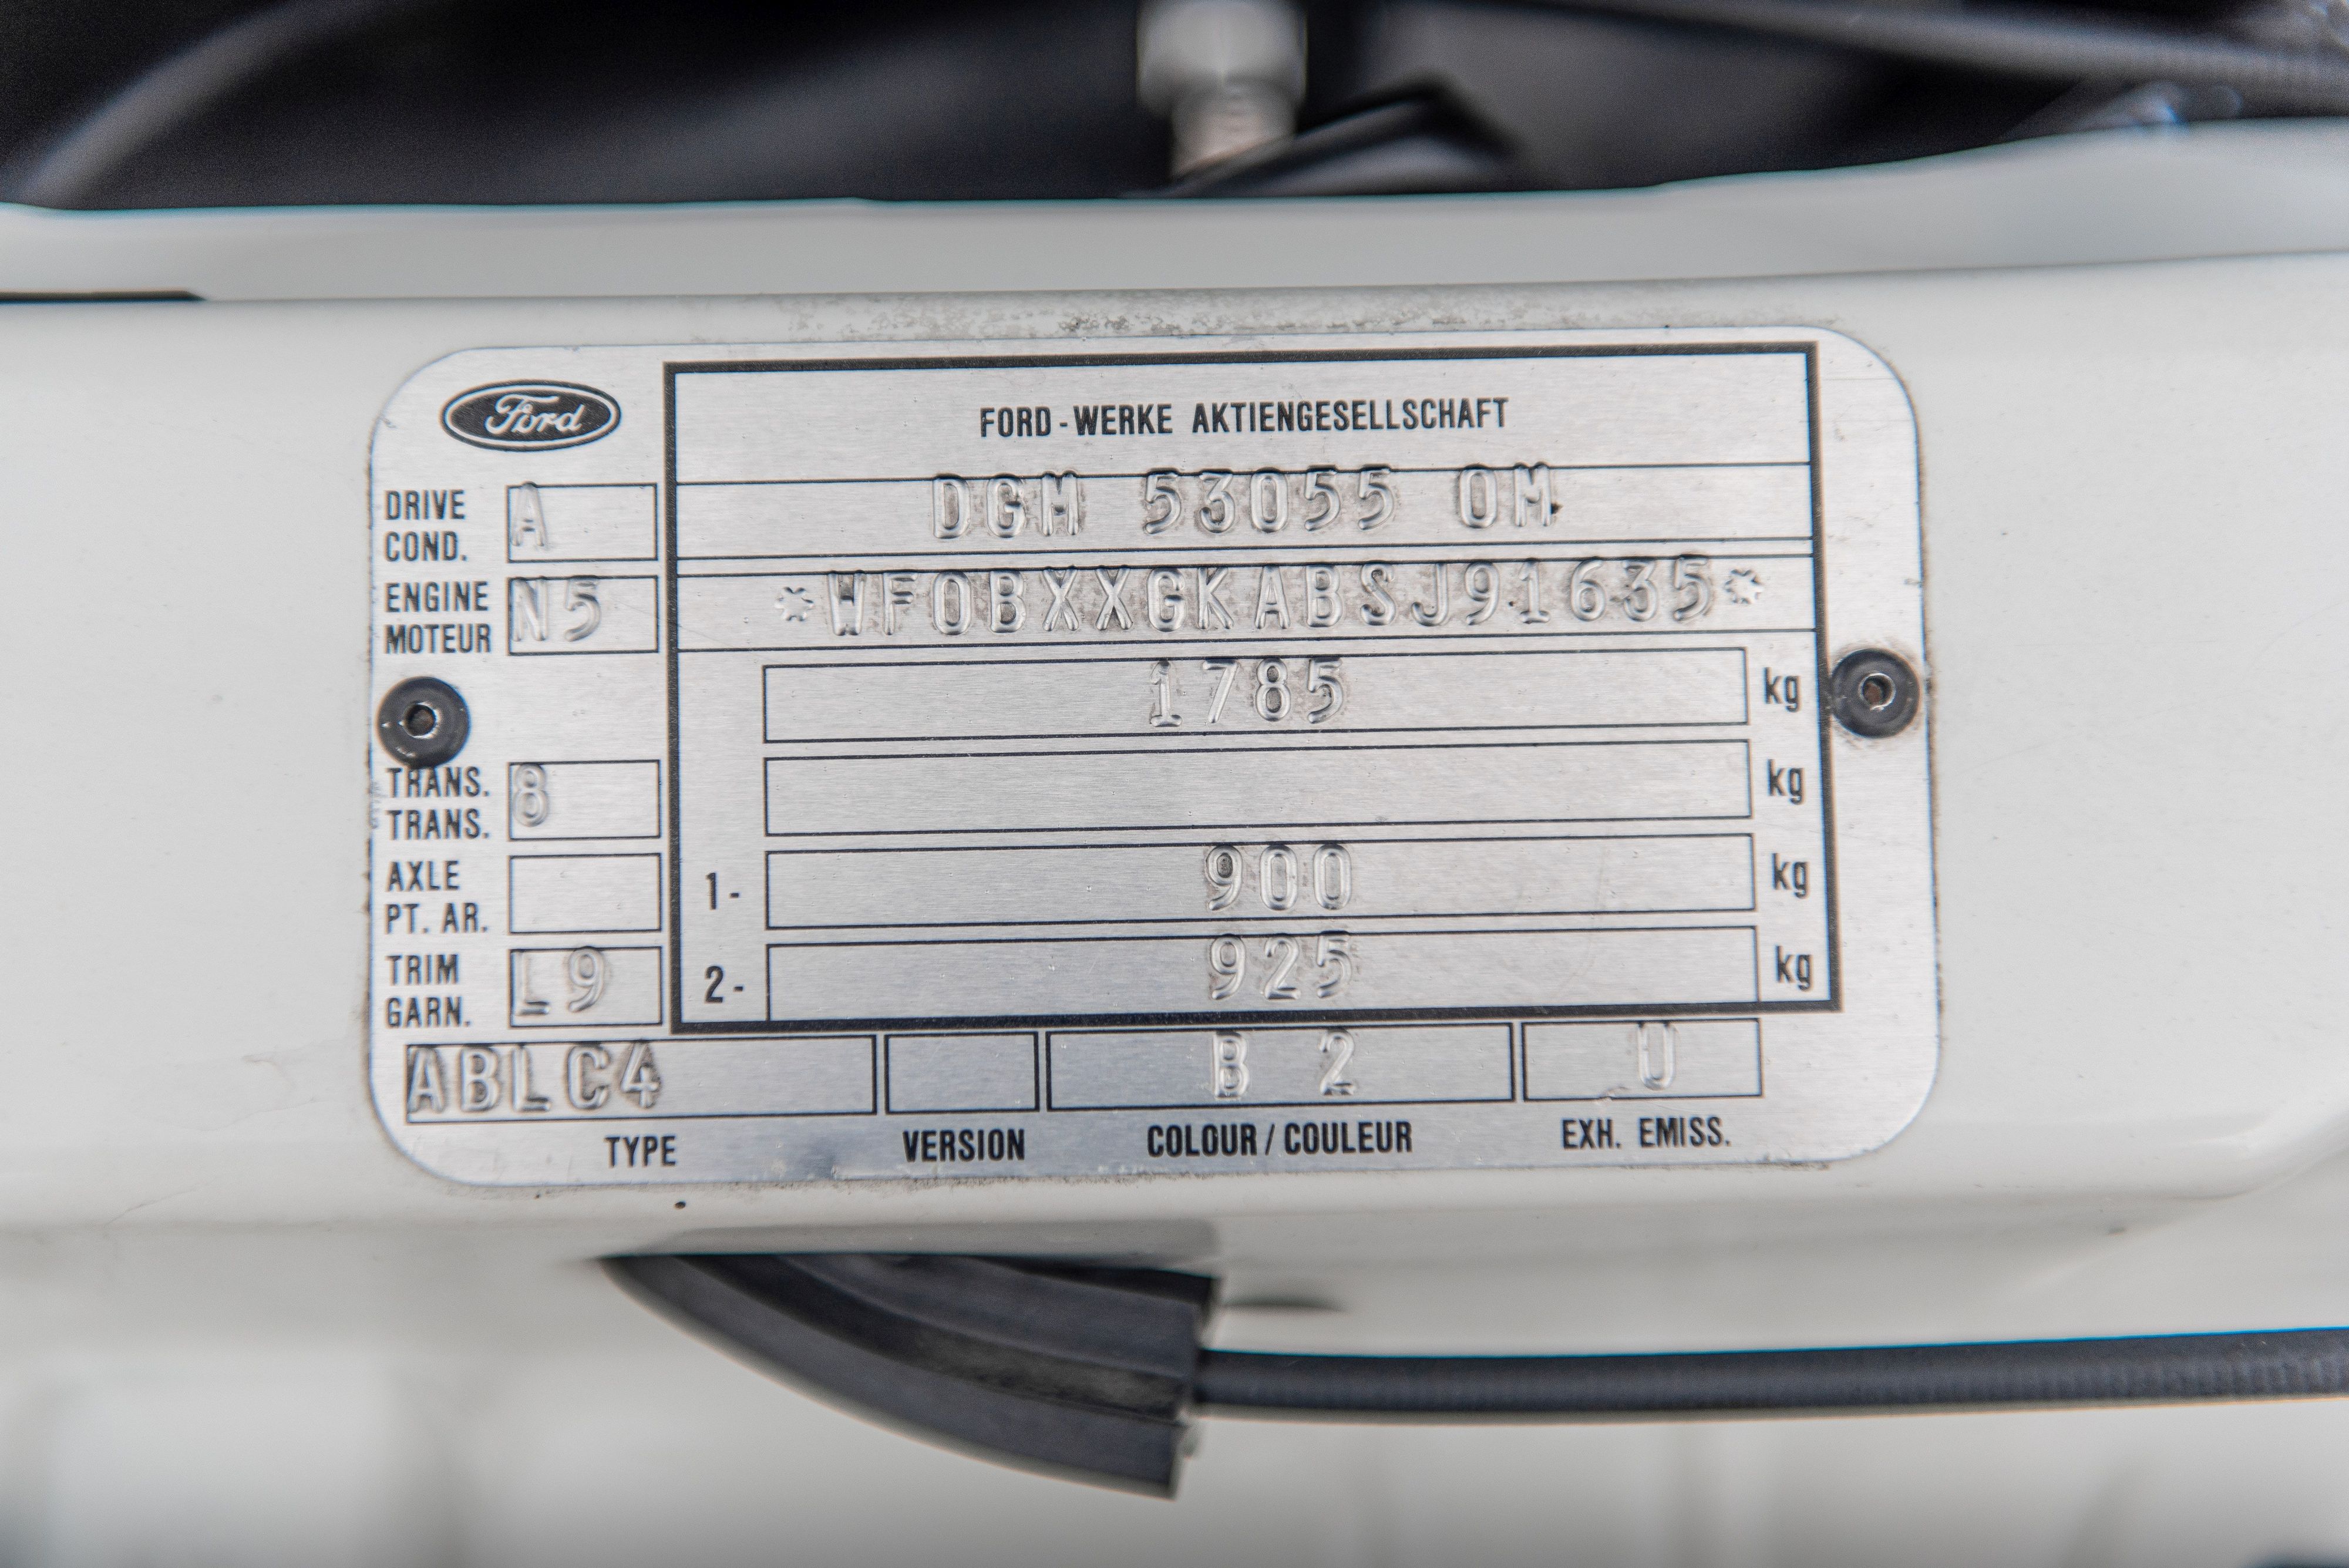 Ford
FORD-WERKE AKTIENGESELLSCHAFT
DRIVE
COND.
A
DGM 53055 OM
ENGINE
MOTEUR
N5
*WF0BXXGKABSJ91635*
1785 kg
TRANS.
TRANS.
8
kg
AXLE
PT. AR.
1- 900 kg
TRIM
GARN.
L9
2- 925 kg
ABLC4
B 2
U
TYPE
VERSION
COLOUR / COULEUR
EXH. EMISS.